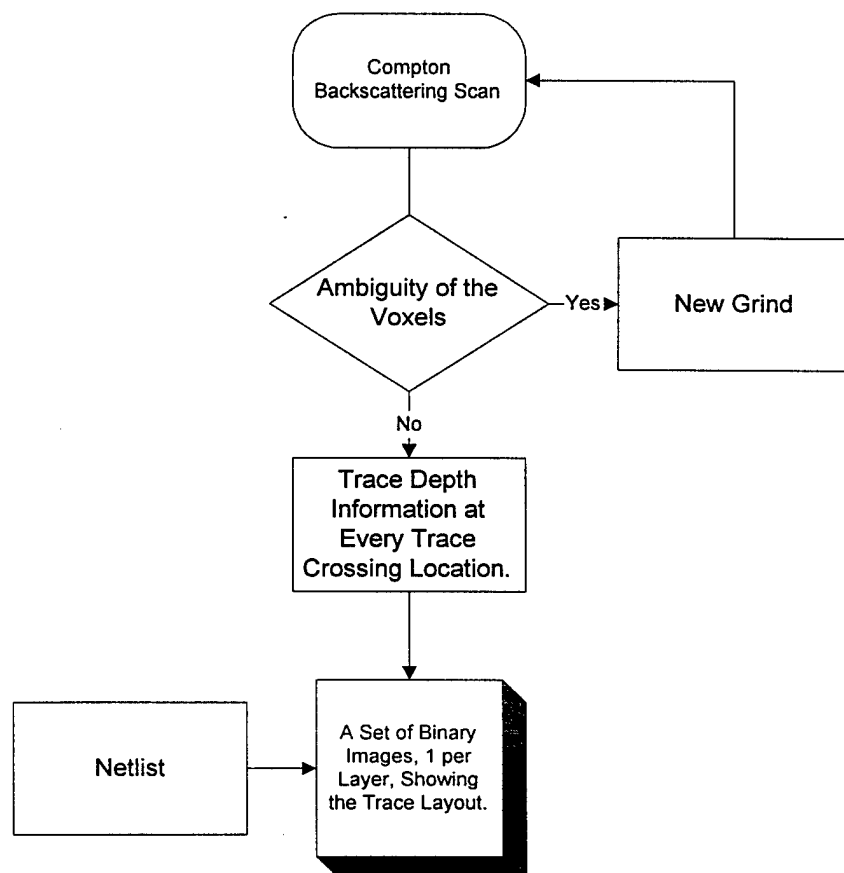 Compton
Backscattering Scan
Ambiguity of the
Voxels
Yes
New Grind
No
Trace Depth
Information at
Every Trace
Crossing Location.
Netlist
A Set of Binary
Images, 1 per
Layer, Showing
the Trace Layout.